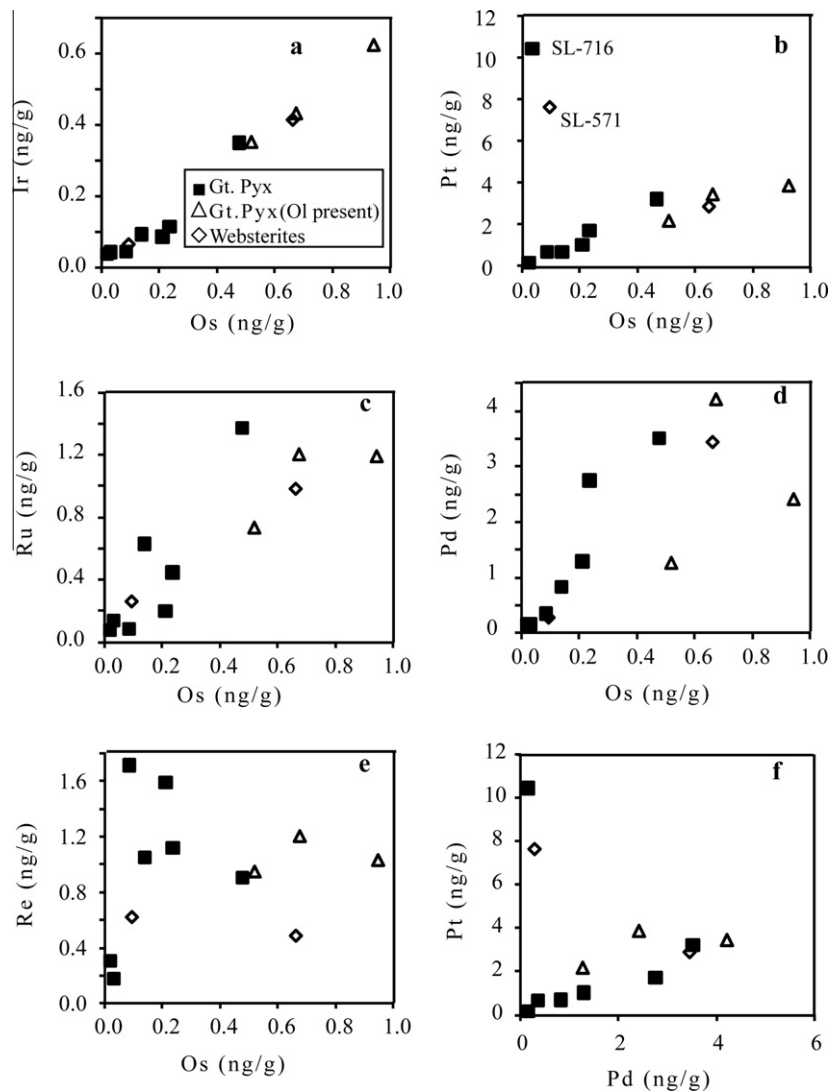 a
0.6
0.4
0.2
0.0
Ir (ng/g)
Gt. Pyx
Gt.Pyx(Ol present)
Websterites
0.0 0.2 0.4 0.6 0.8 1.0
Os (ng/g)
b
12
10
8
6
4
2
0
Pt (ng/g)
SL-716
SL-571
0.0 0.2 0.4 0.6 0.8 1.0
Os (ng/g)
c
1.6
1.2
0.8
0.4
0.0
Ru (ng/g)
0.0 0.2 0.4 0.6 0.8 1.0
Os (ng/g)
d
4
3
2
1
0
Pd (ng/g)
0.0 0.2 0.4 0.6 0.8 1.0
Os (ng/g)
e
1.6
1.2
0.8
0.4
0.0
Re (ng/g)
0.0 0.2 0.4 0.6 0.8 1.0
Os (ng/g)
f
12
10
8
6
4
2
0
Pt (ng/g)
0 2 4 6
Pd (ng/g)